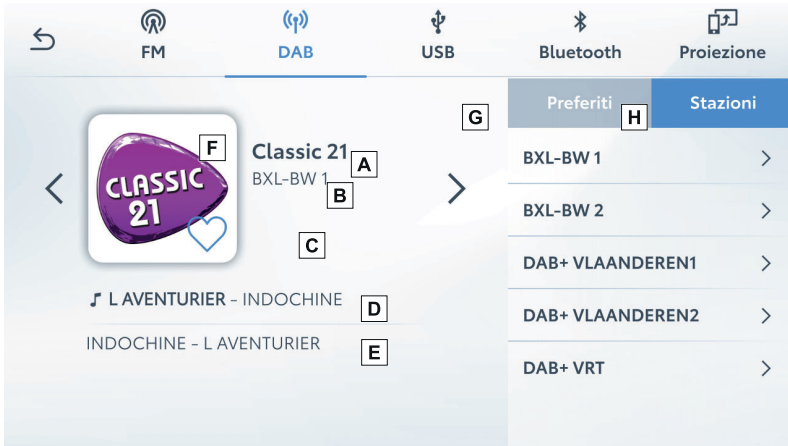 FM
DAB
USB
Bluetooth
Proiezione
Preferiti
Stazioni
G
H
F
CLASSIC
21
Classic 21
A
BXL-BW 1
B
C
♪ L AVENTURIER - INDOCHINE
D
INDOCHINE - L AVENTURIER
E
BXL-BW 1
BXL-BW 2
DAB+ VLAANDEREN1
DAB+ VLAANDEREN2
DAB+ VRT